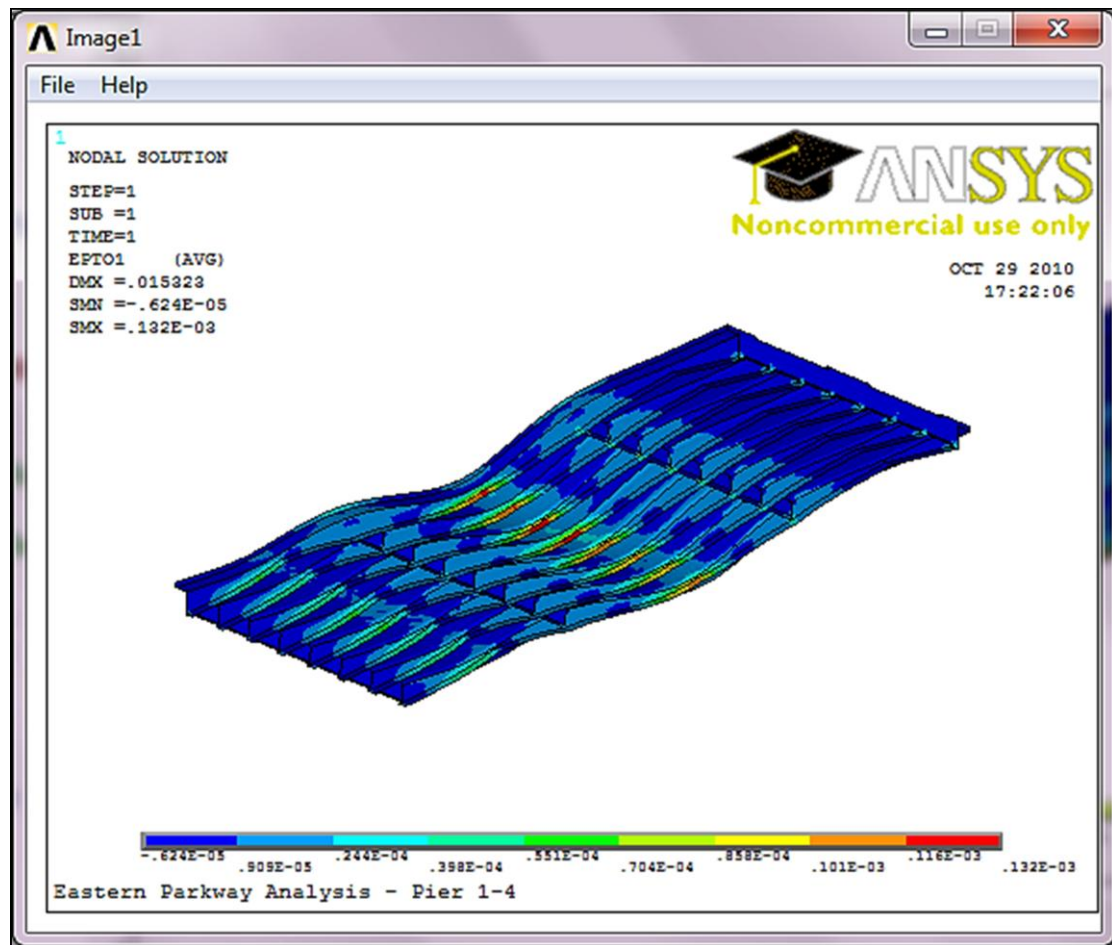 Image1
File Help
1
NODAL SOLUTION
STEP=1
SUB =1
TIME=1
EPTO1 (AVG)
DMX =.015323
SMN =-.624E-05
SMX =.132E-03
ANSYS
Noncommercial use only
OCT 29 2010
17:22:06
-.624E-05 .244E-04 .551E-04 .858E-04 .116E-03
.909E-05 .398E-04 .704E-04 .101E-03 .132E-03
Eastern Parkway Analysis - Pier 1-4